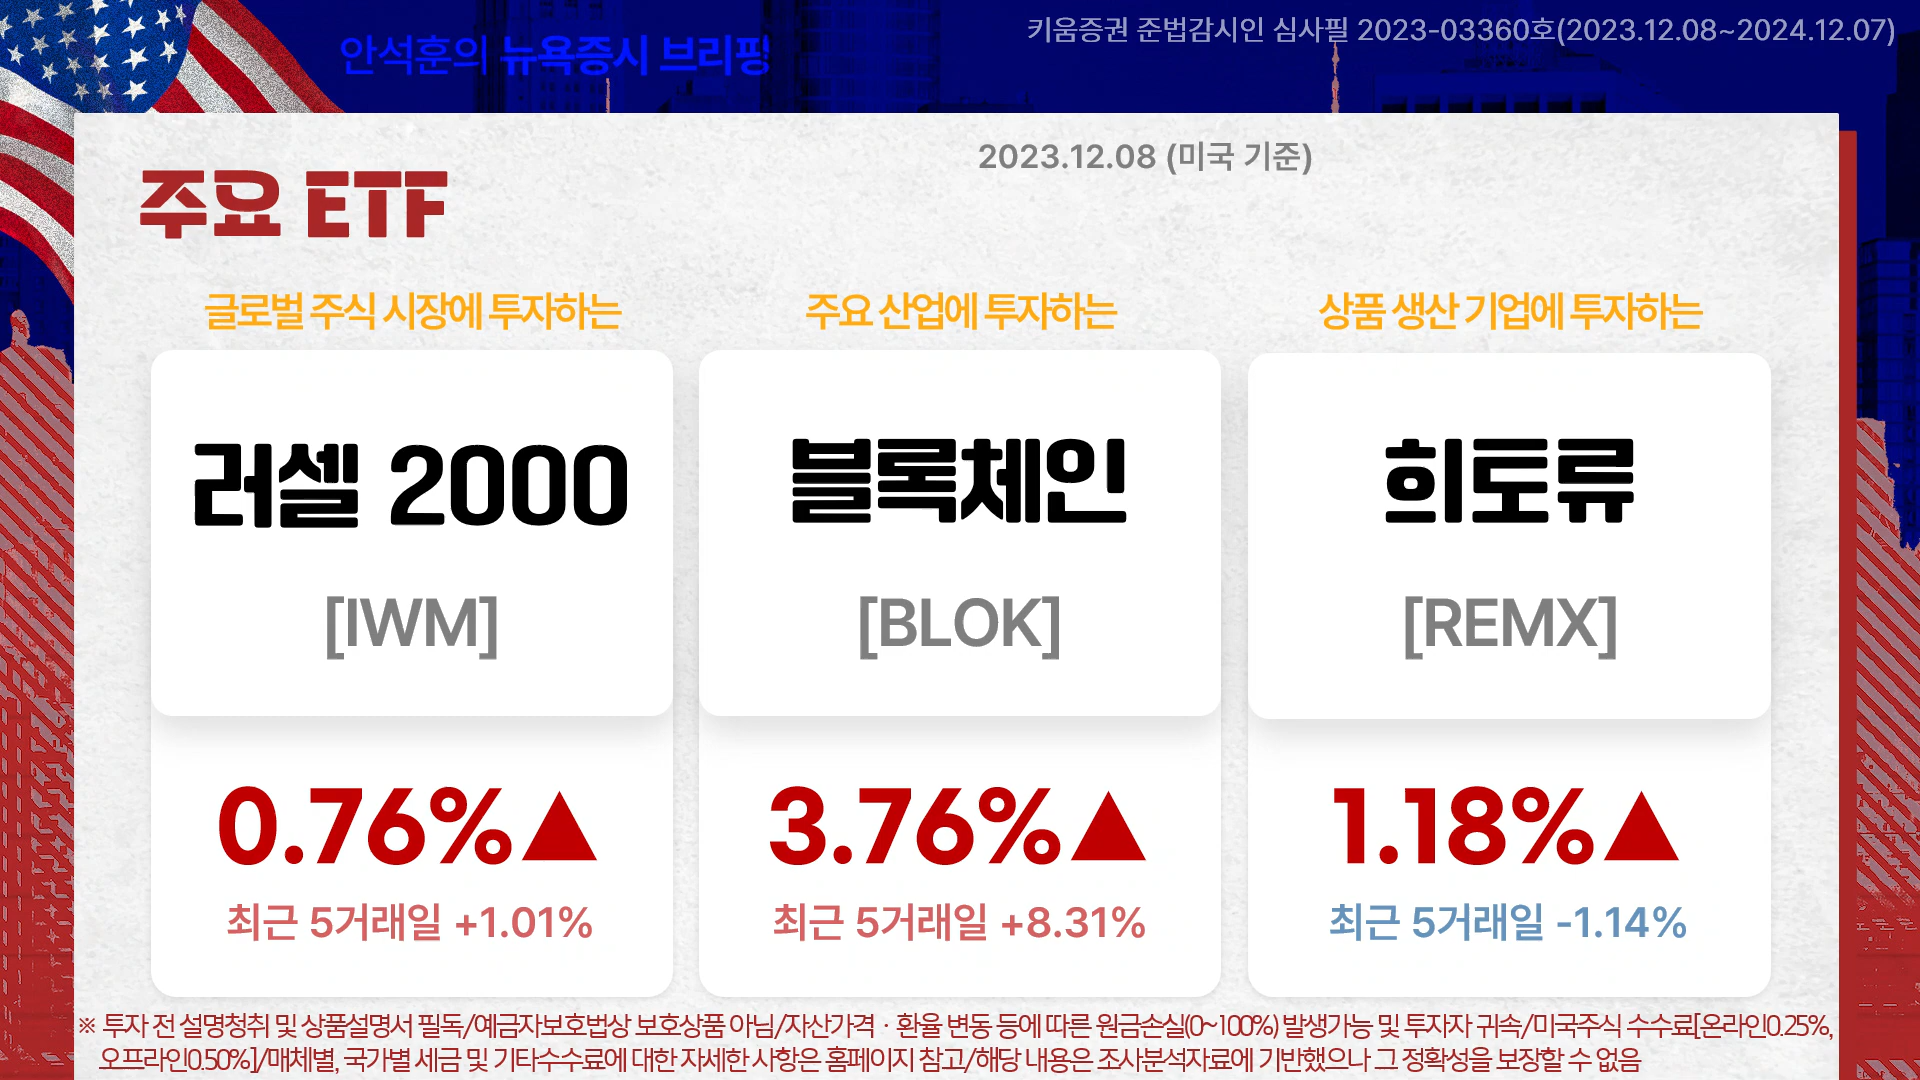 안석훈의 뉴욕증시 브리핑
키움증권 준법감시인 심사필 2023-03360호(2023.12.08~2024.12.07)
2023.12.08 (미국 기준)
주요 ETF
글로벌 주식 시장에 투자하는
러셀 2000
[IWM]
0.76%▲
최근 5거래일 +1.01%
주요 산업에 투자하는
블록체인
[BLOK]
3.76%▲
최근 5거래일 +8.31%
상품 생산 기업에 투자하는
희토류
[REMX]
1.18%▲
최근 5거래일 -1.14%
※ 투자 전 설명청취 및 상품설명서 필독/예금자보호법상 보호상품 아님/자산가격 · 환율 변동 등에 따른 원금손실(0~100%) 발생가능 및 투자자 귀속/미국주식 수수료[온라인0.25%,
오프라인0.50%]/매체별, 국가별 세금 및 기타수수료에 대한 자세한 사항은 홈페이지 참고/해당 내용은 조사분석자료에 기반했으나 그 정확성을 보장할 수 없음